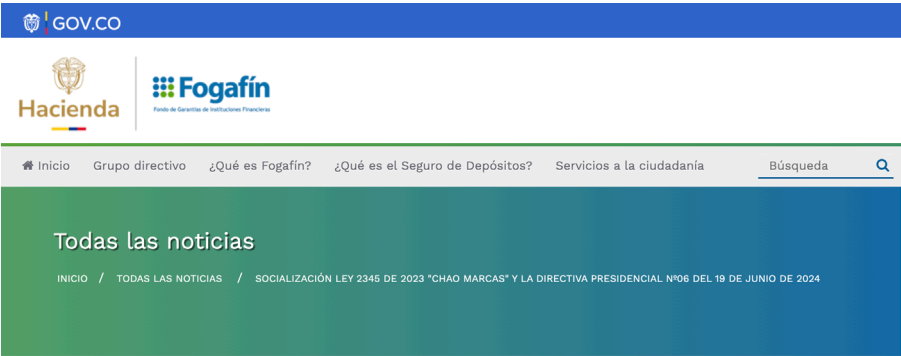 GOV.CO
Hacienda
Fogafín
Fondo de Garantías de Instituciones Financieras
Inicio Grupo directivo ¿Qué es Fogafín? ¿Qué es el Seguro de Depósitos? Servicios a la ciudadanía Búsqueda
Todas las noticias
INICIO / TODAS LAS NOTICIAS / SOCIALIZACIÓN LEY 2345 DE 2023 "CHAO MARCAS" Y LA DIRECTIVA PRESIDENCIAL Nº06 DEL 19 DE JUNIO DE 2024